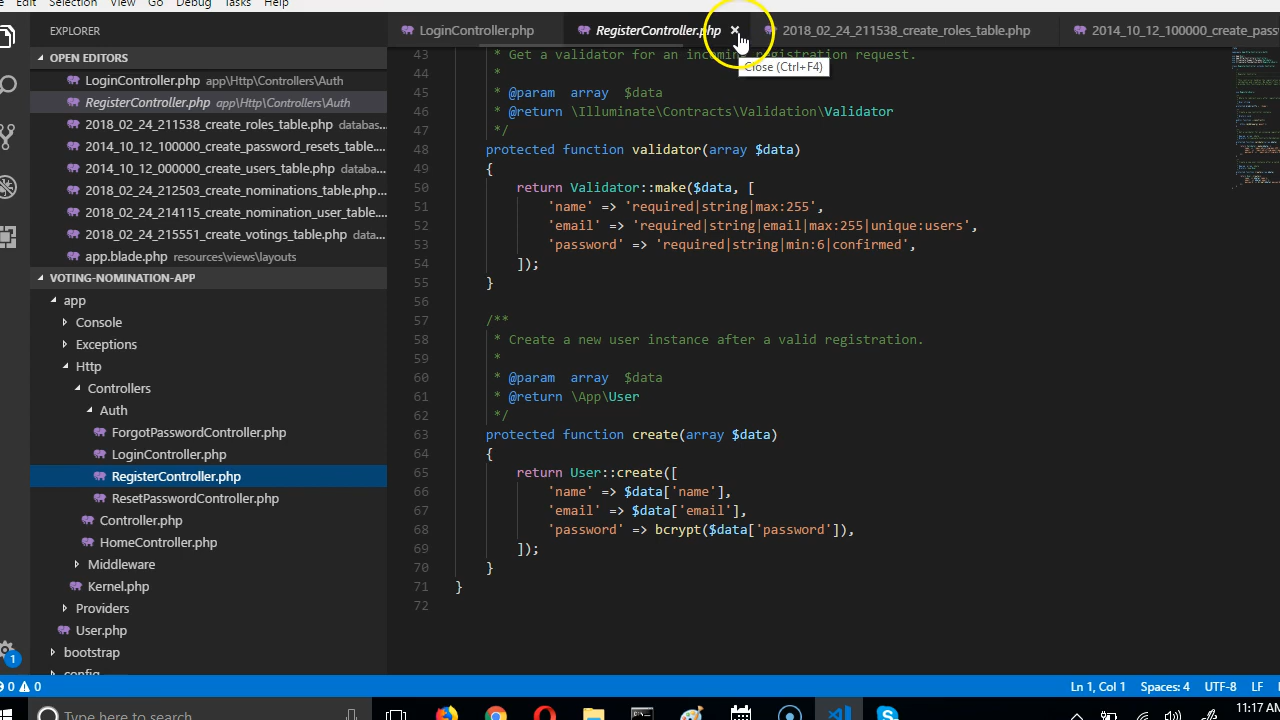 Edit Selection View Go Debug Tasks Help
EXPLORER
OPEN EDITORS
LoginController.php app\Http\Controllers\Auth
RegisterController.php app\Http\Controllers\Auth
2018_02_24_211538_create_roles_table.php databas...
2014_10_12_100000_create_password_resets_table....
2014_10_12_000000_create_users_table.php databa...
2018_02_24_212503_create_nominations_table.php...
2018_02_24_214115_create_nomination_user_table....
2018_02_24_215551_create_votings_table.php data...
app.blade.php resources\views\layouts
VOTING-NOMINATION-APP
app
Console
Exceptions
Http
Controllers
Auth
ForgotPasswordController.php
LoginController.php
RegisterController.php
ResetPasswordController.php
Controller.php
HomeController.php
Middleware
Kernel.php
Providers
User.php
bootstrap
config
LoginController.php RegisterController.php 2018_02_24_211538_create_roles_table.php 2014_10_12_100000_create_pass
Close (Ctrl+F4)
43 * Get a validator for an incoming registration request.
44 *
45 * @param array $data
46 * @return \Illuminate\Contracts\Validation\Validator
47 */
48 protected function validator(array $data)
49 {
50 return Validator::make($data, [
51 'name' => 'required|string|max:255',
52 'email' => 'required|string|email|max:255|unique:users',
53 'password' => 'required|string|min:6|confirmed',
54 ]);
55 }
56
57 /**
58 * Create a new user instance after a valid registration.
59 *
60 * @param array $data
61 * @return \App\User
62 */
63 protected function create(array $data)
64 {
65 return User::create([
66 'name' => $data['name'],
67 'email' => $data['email'],
68 'password' => bcrypt($data['password']),
69 ]);
70 }
71 }
72
1
0 0 Ln 1, Col 1 Spaces: 4 UTF-8 LF
Type here to search
11:17 AM